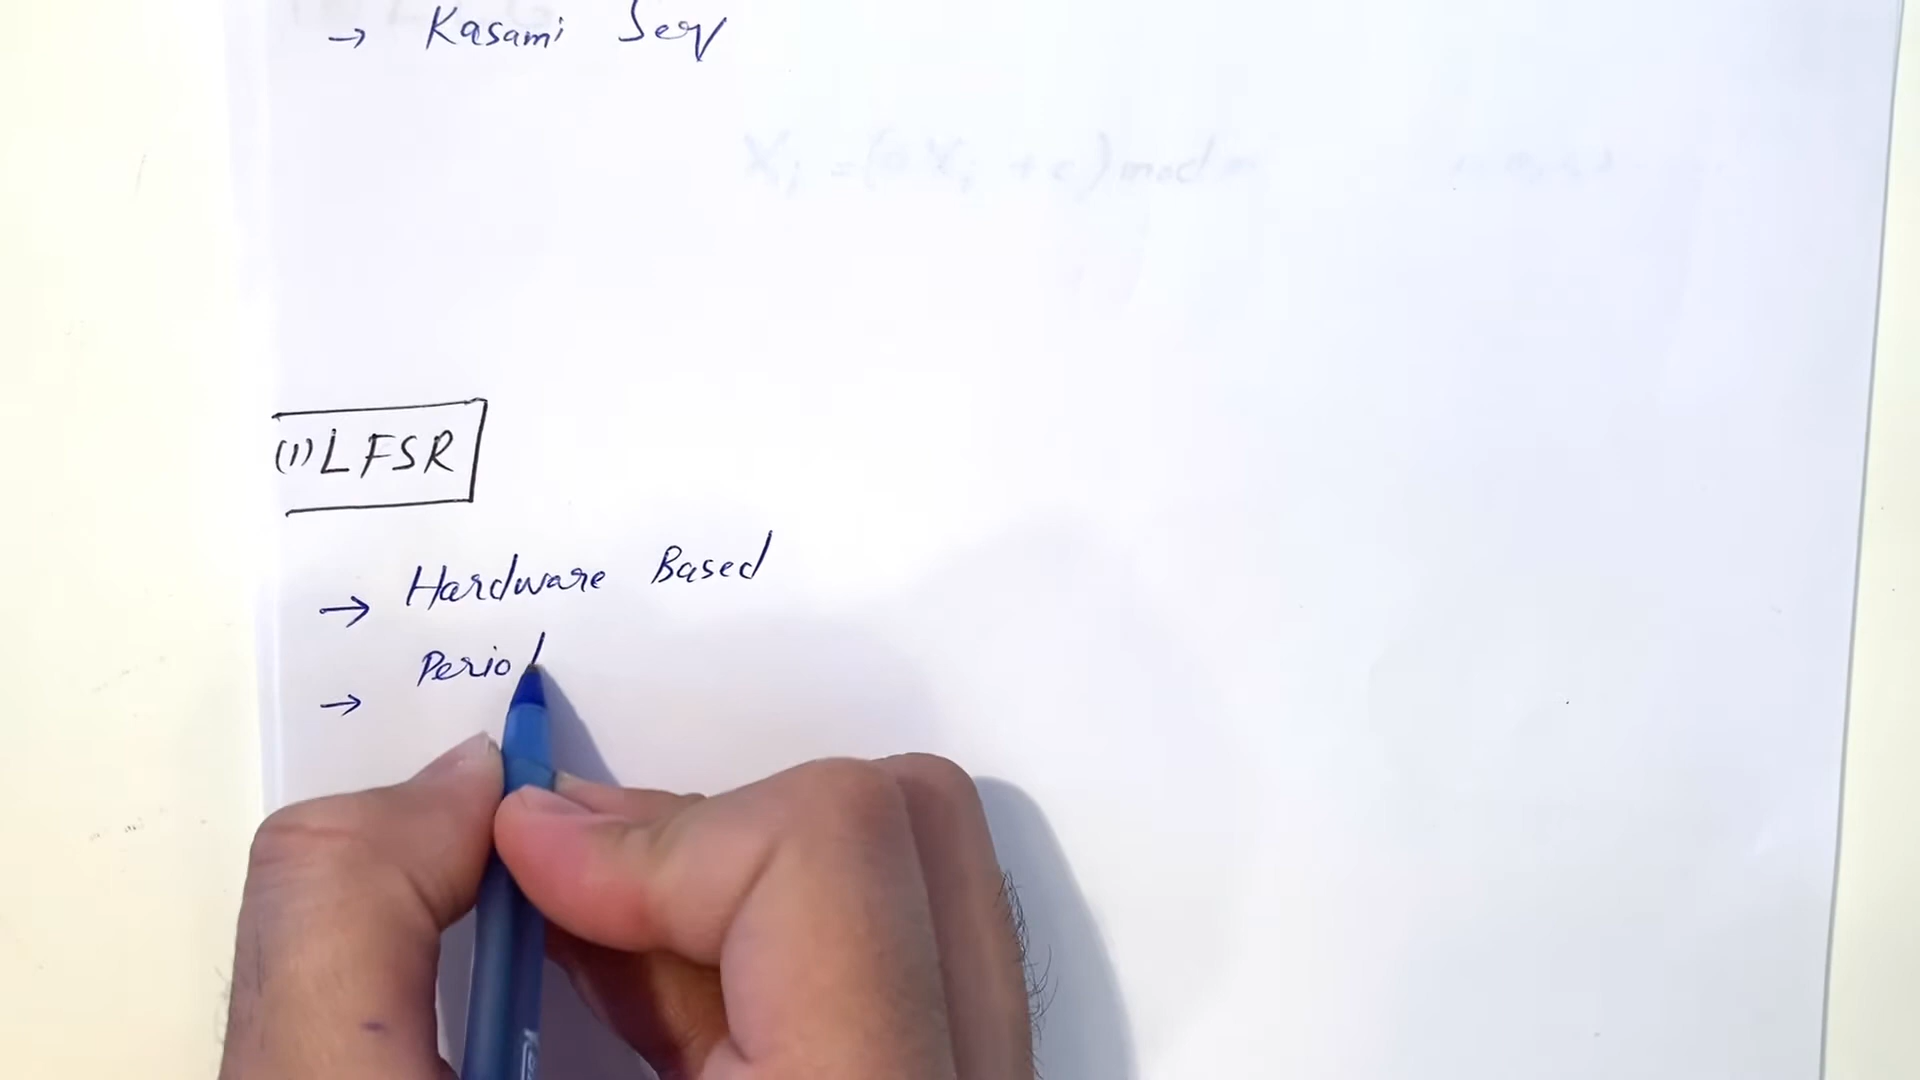 → Kasami Seq
(1) LFSR
→ Hardware Based
→ Period